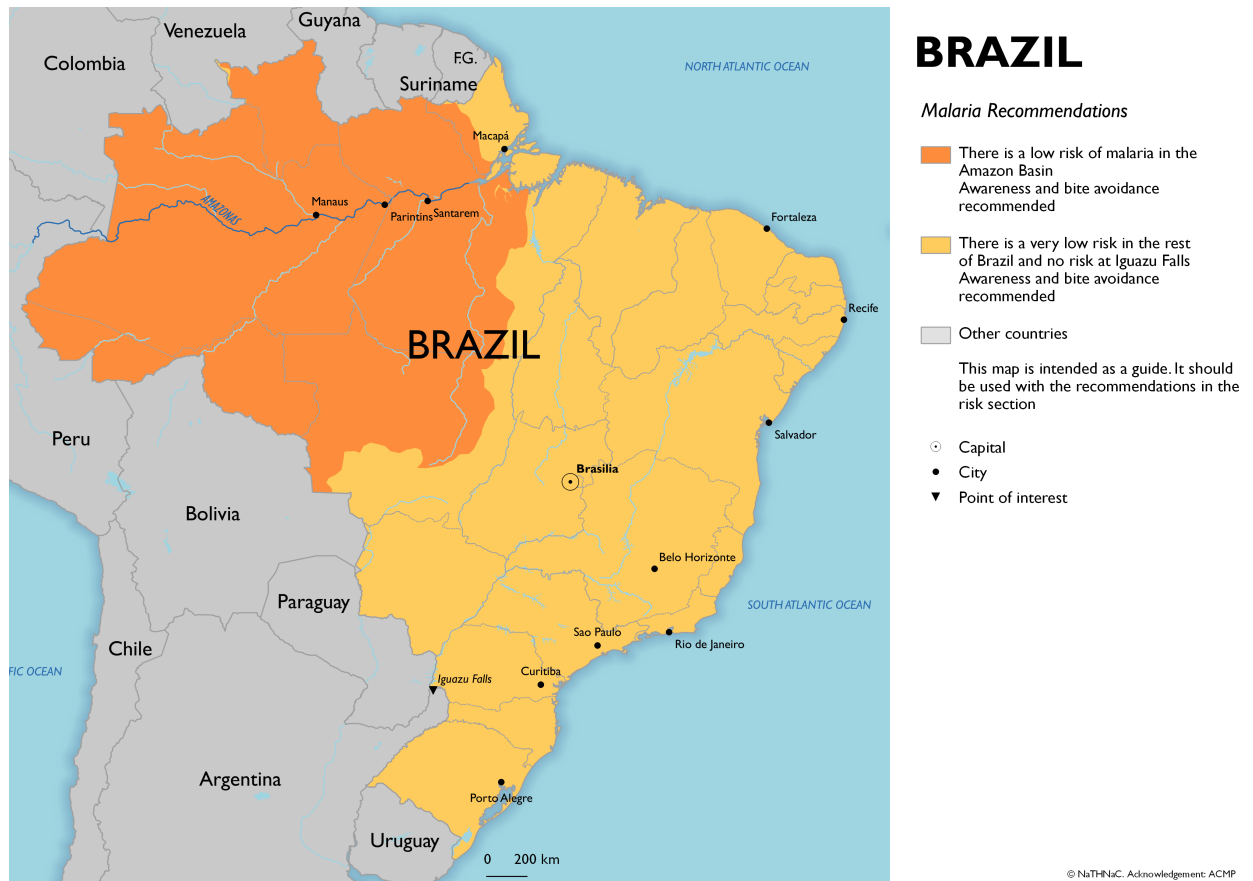 BRAZIL
Malaria Recommendations
There is a low risk of malaria in the
Amazon Basin
Awareness and bite avoidance
recommended
There is a very low risk in the rest
of Brazil and no risk at Iguazu Falls
Awareness and bite avoidance
recommended
Other countries
This map is intended as a guide. It should
be used with the recommendations in the
risk section
Capital
City
Point of interest
Guyana
Venezuela
Colombia
F.G.
Suriname
NORTH ATLANTIC OCEAN
Macapá
Manaus
AMAZONAS
Parintins
Santarem
Fortaleza
Recife
BRAZIL
Salvador
Peru
Brasilia
Bolivia
Belo Horizonte
Paraguay
SOUTH ATLANTIC OCEAN
Sao Paulo
Rio de Janeiro
Chile
FIC OCEAN
Iguazu Falls
Curitiba
Argentina
Porto Alegre
Uruguay
0 200 km
© NaTHNaC. Acknowledgement: ACMP